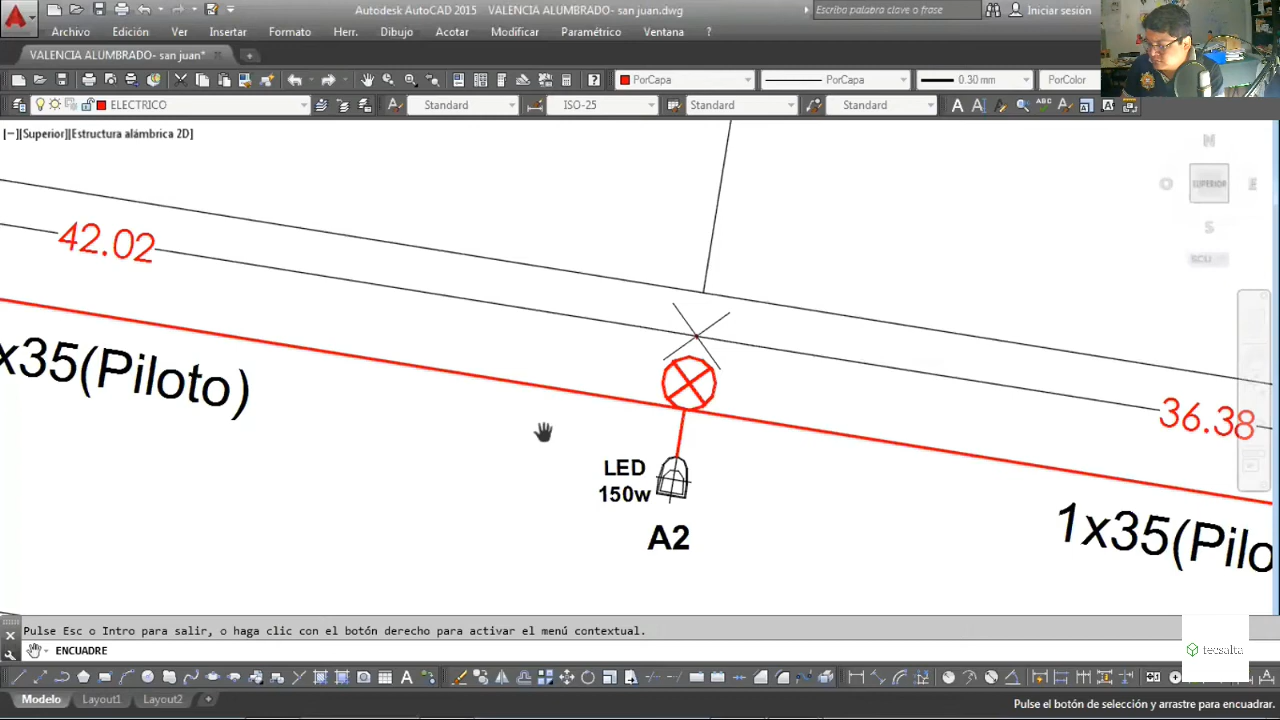 Autodesk AutoCAD 2015 VALENCIA ALUMBRADO- san juan.dwg
Escriba palabra clave o frase
Iniciar sesión
Archivo Edición Ver Insertar Formato Herr. Dibujo Acotar Modificar Paramétrico Ventana ?
VALENCIA ALUMBRADO- san juan*
PorCapa PorCapa 0.30 mm PorColor
ELECTRICO Standard ISO-25 Standard Standard
[−][Superior][Estructura alámbrica 2D]
N
O SUPERIOR E
S
SCU
42.02
36.38
x35(Piloto)
LED
150w
A2
1x35(Pilo
Pulse Esc o Intro para salir, o haga clic con el botón derecho para activar el menú contextual.
ENCUADRE
tecsalta
Modelo Layout1 Layout2
Pulse el botón de selección y arrastre para encuadrar.